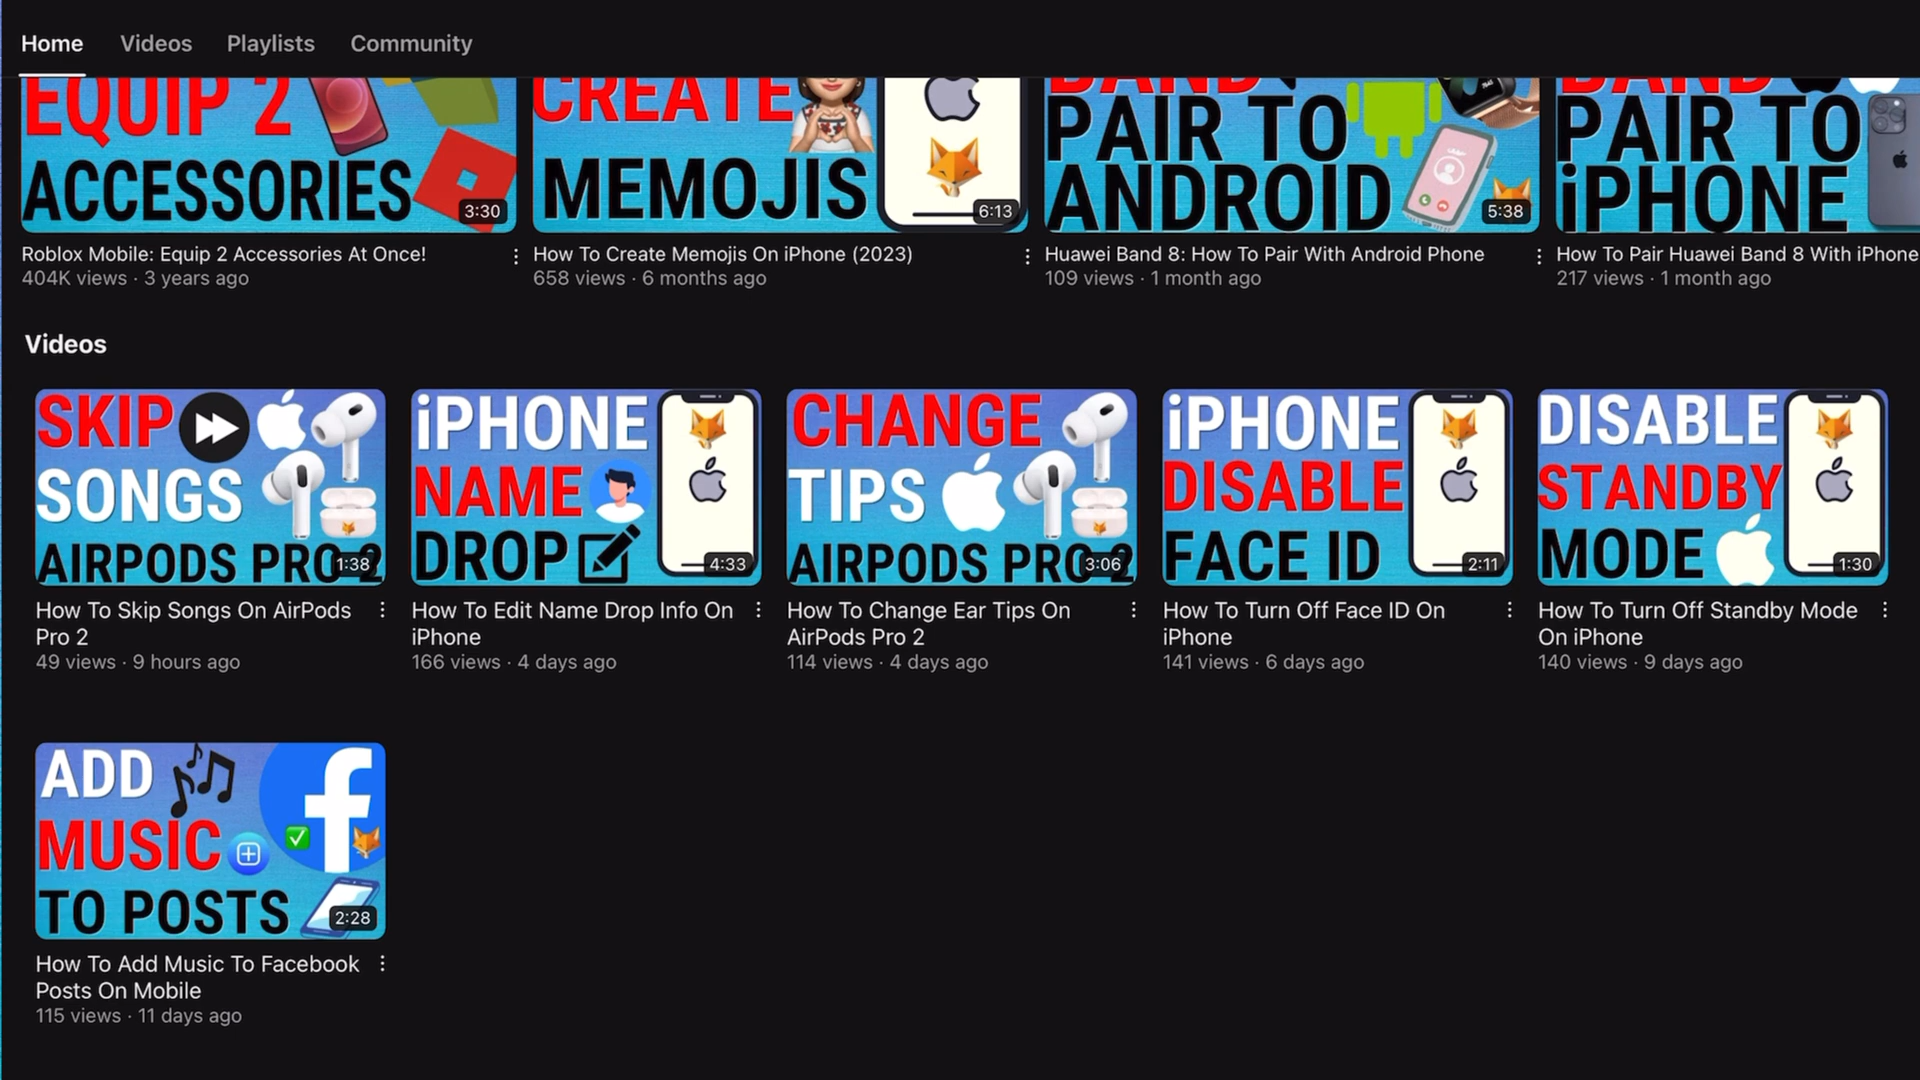 Home Videos Playlists Community
EQUIP 2
ACCESSORIES
3:30
CREATE
MEMOJIS
6:13
BAND
PAIR TO
ANDROID
5:38
BAND
PAIR TO
iPHONE
Roblox Mobile: Equip 2 Accessories At Once!
404K views · 3 years ago
How To Create Memojis On iPhone (2023)
658 views · 6 months ago
Huawei Band 8: How To Pair With Android Phone
109 views · 1 month ago
How To Pair Huawei Band 8 With iPhone
217 views · 1 month ago
Videos
SKIP
SONGS
AIRPODS PRO 2
1:38
iPHONE
NAME
DROP
4:33
CHANGE
TIPS
AIRPODS PRO 2
3:06
iPHONE
DISABLE
FACE ID
2:11
DISABLE
STANDBY
MODE
1:30
How To Skip Songs On AirPods
Pro 2
49 views · 9 hours ago
How To Edit Name Drop Info On
iPhone
166 views · 4 days ago
How To Change Ear Tips On
AirPods Pro 2
114 views · 4 days ago
How To Turn Off Face ID On
iPhone
141 views · 6 days ago
How To Turn Off Standby Mode
On iPhone
140 views · 9 days ago
ADD
MUSIC
TO POSTS
2:28
How To Add Music To Facebook
Posts On Mobile
115 views · 11 days ago